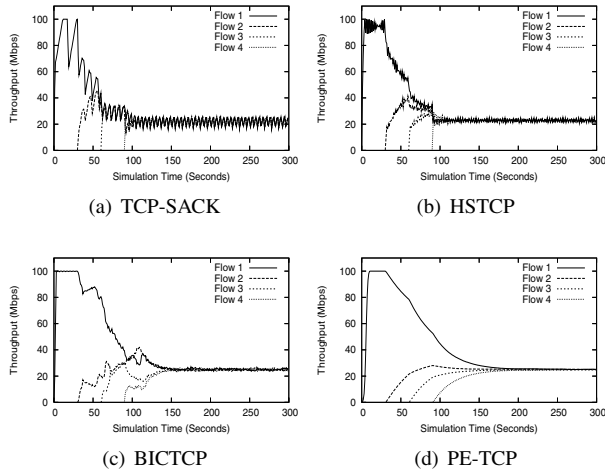 Throughput (Mbps)
100
80
60
40
20
0
Flow 1
Flow 2
Flow 3
Flow 4
0 50 100 150 200 250 300
Simulation Time (Seconds)
(a) TCP-SACK
Throughput (Mbps)
100
80
60
40
20
0
Flow 1
Flow 2
Flow 3
Flow 4
0 50 100 150 200 250 300
Simulation Time (Seconds)
(b) HSTCP
Throughput (Mbps)
100
80
60
40
20
0
Flow 1
Flow 2
Flow 3
Flow 4
0 50 100 150 200 250 300
Simulation Time (Seconds)
(c) BICTCP
Throughput (Mbps)
100
80
60
40
20
0
Flow 1
Flow 2
Flow 3
Flow 4
0 50 100 150 200 250 300
Simulation Time (Seconds)
(d) PE-TCP